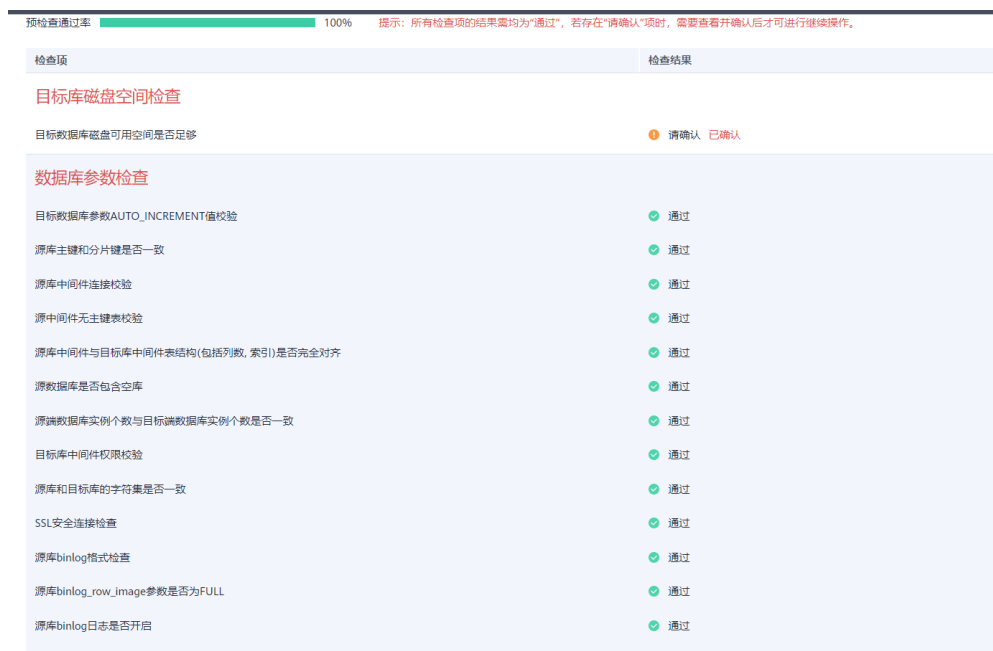 预检查通过率 100% 提示：所有检查项的结果需均为“通过”，若存在“请确认”项时，需要查看并确认后才可进行继续操作。
检查项 检查结果
目标库磁盘空间检查
目标数据库磁盘可用空间是否足够 请确认 已确认
数据库参数检查
目标数据库参数AUTO_INCREMENT值校验 通过
源库主键和分片键是否一致 通过
源库中间件连接校验 通过
源中间件无主键表校验 通过
源库中间件与目标库中间件表结构(包括列数, 索引)是否完全对齐 通过
源数据库是否包含空库 通过
源端数据库实例个数与目标端数据库实例个数是否一致 通过
目标库中间件权限校验 通过
源库和目标库的字符集是否一致 通过
SSL安全连接检查 通过
源库binlog格式检查 通过
源库binlog_row_image参数是否为FULL 通过
源库binlog日志是否开启 通过